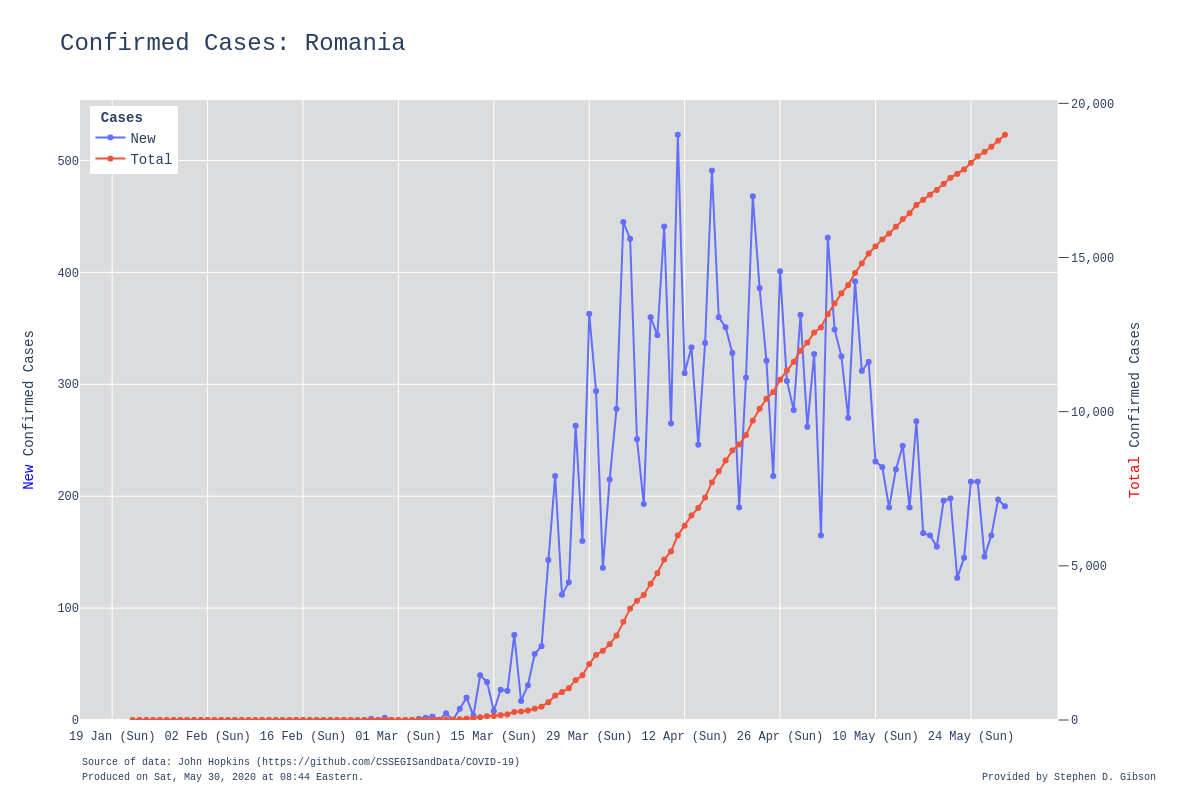 Confirmed Cases: Romania
Cases
New
Total
500
400
300
200
100
0
New Confirmed Cases
20,000
15,000
10,000
5,000
0
Total Confirmed Cases
19 Jan (Sun) 02 Feb (Sun) 16 Feb (Sun) 01 Mar (Sun) 15 Mar (Sun) 29 Mar (Sun) 12 Apr (Sun) 26 Apr (Sun) 10 May (Sun) 24 May (Sun)
Source of data: John Hopkins (https://github.com/CSSEGISandData/COVID-19)
Produced on Sat, May 30, 2020 at 08:44 Eastern.
Provided by Stephen D. Gibson